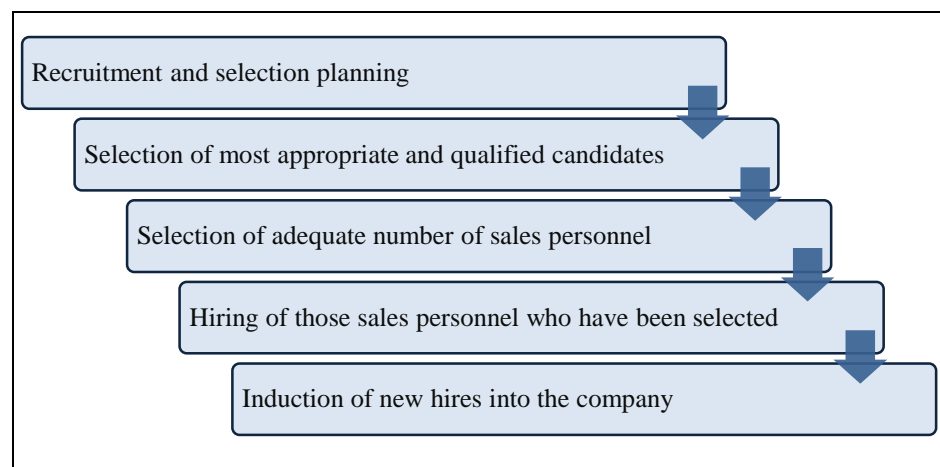 Recruitment and selection planning
Selection of most appropriate and qualified candidates
Selection of adequate number of sales personnel
Hiring of those sales personnel who have been selected
Induction of new hires into the company